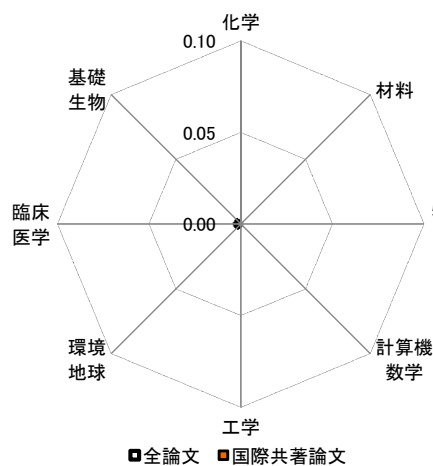 化学
0.10
基礎
生物
材料
0.05
臨床
医学
0.00
環境
地球
計算機
数学
工学
全論文 国際共著論文